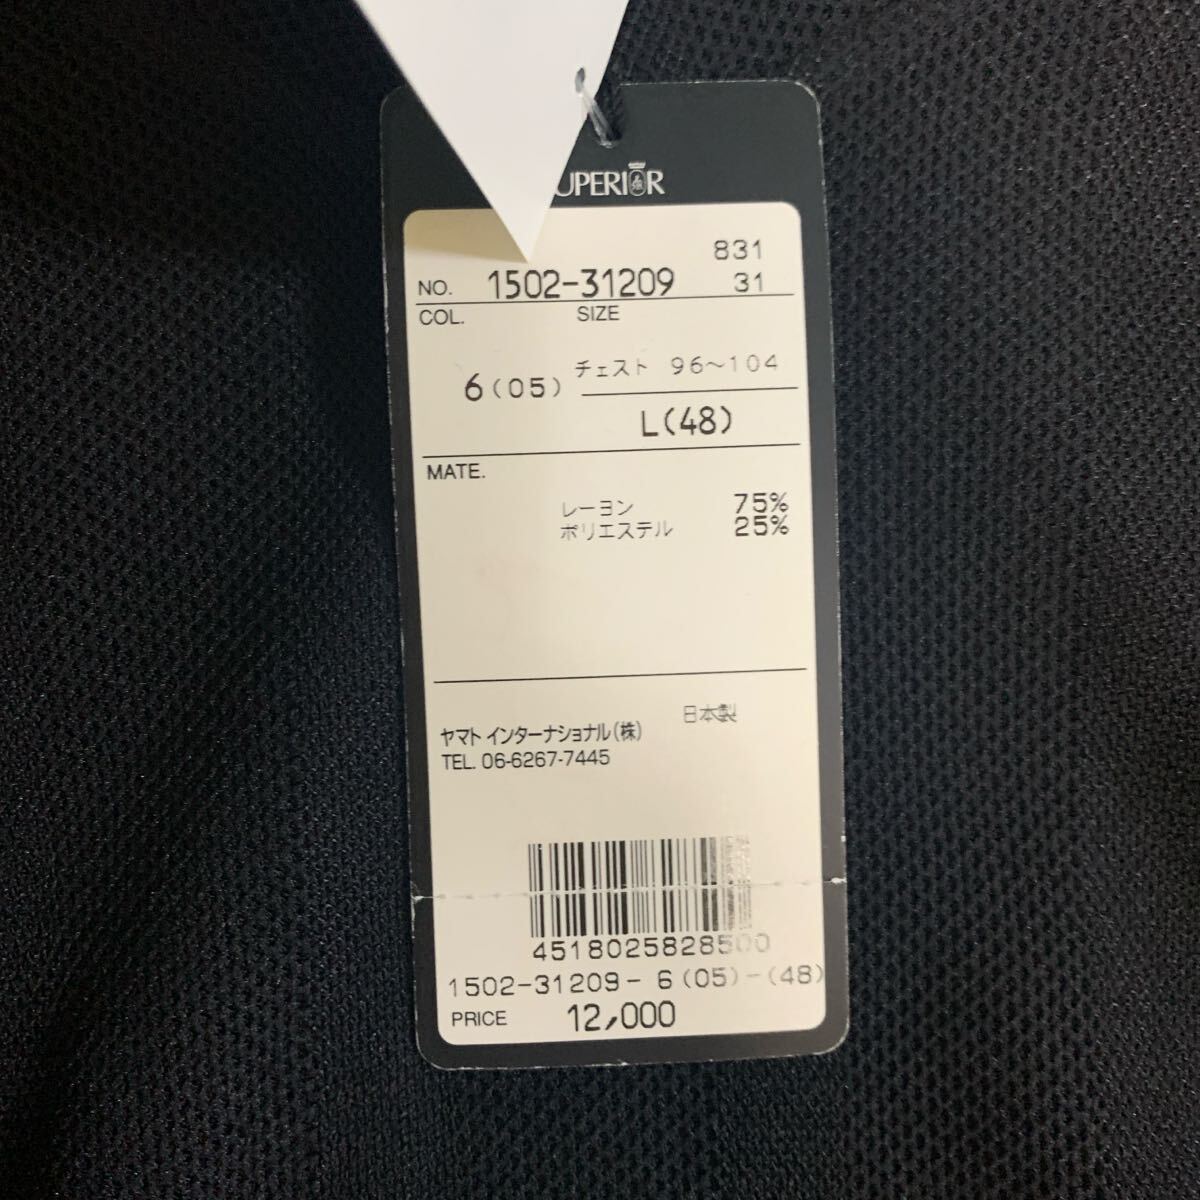 UPERIOR
831
NO. 1502-31209 31
COL. SIZE
チェスト 96〜104
6(05)
L(48)
MATE.
レーヨン 75%
ポリエステル 25%
日本製
ヤマト インターナショナル(株)
TEL. 06-6267-7445
4518025828500
1502-31209-6(05)-(48)
PRICE 12,000